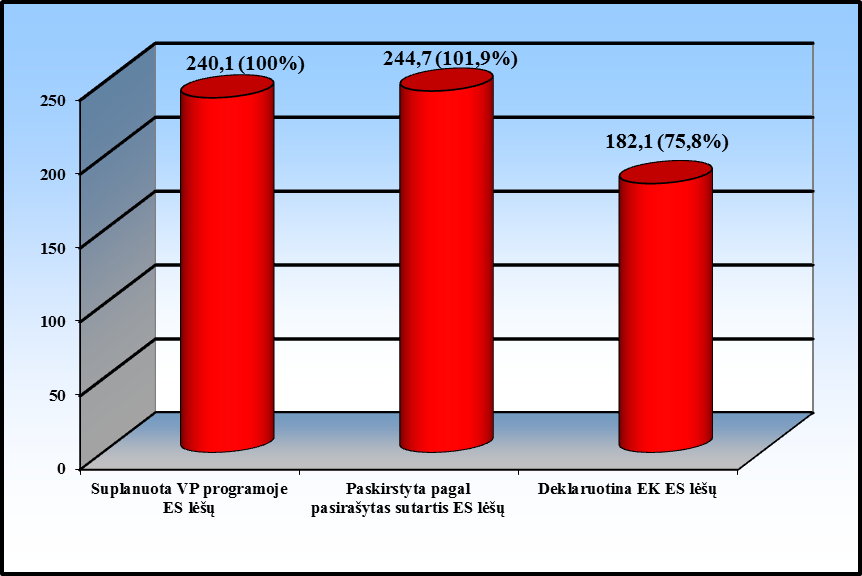 240,1 (100%)
244,7 (101,9%)
182,1 (75,8%)
250
200
150
100
50
0
Suplanuota VP programoje
ES lėšų
Paskirstyta pagal
pasirašytas sutartis ES lėšų
Deklaruotina EK ES lėšų